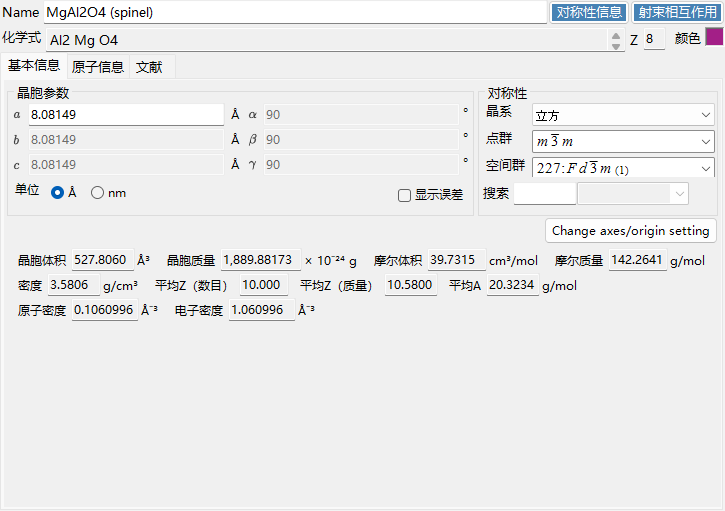 Name MgAl2O4 (spinel) 对称性信息 射束相互作用
化学式 Al2 Mg O4 Z 8 颜色
基本信息 原子信息 文献
晶胞参数 对称性
a 8.08149 Å α 90 °
b 8.08149 Å β 90 °
c 8.08149 Å γ 90 °
单位 Å nm 显示误差
晶系 立方
点群 m 3̅ m
空间群 227: F d 3̅ m (1)
搜索
Change axes/origin setting
晶胞体积 527.8060 Å³ 晶胞质量 1,889.88173 × 10⁻²⁴ g 摩尔体积 39.7315 cm³/mol 摩尔质量 142.2641 g/mol
密度 3.5806 g/cm³ 平均Z（数目） 10.000 平均Z（质量） 10.5800 平均A 20.3234 g/mol
原子密度 0.1060996 Å⁻³ 电子密度 1.060996 Å⁻³